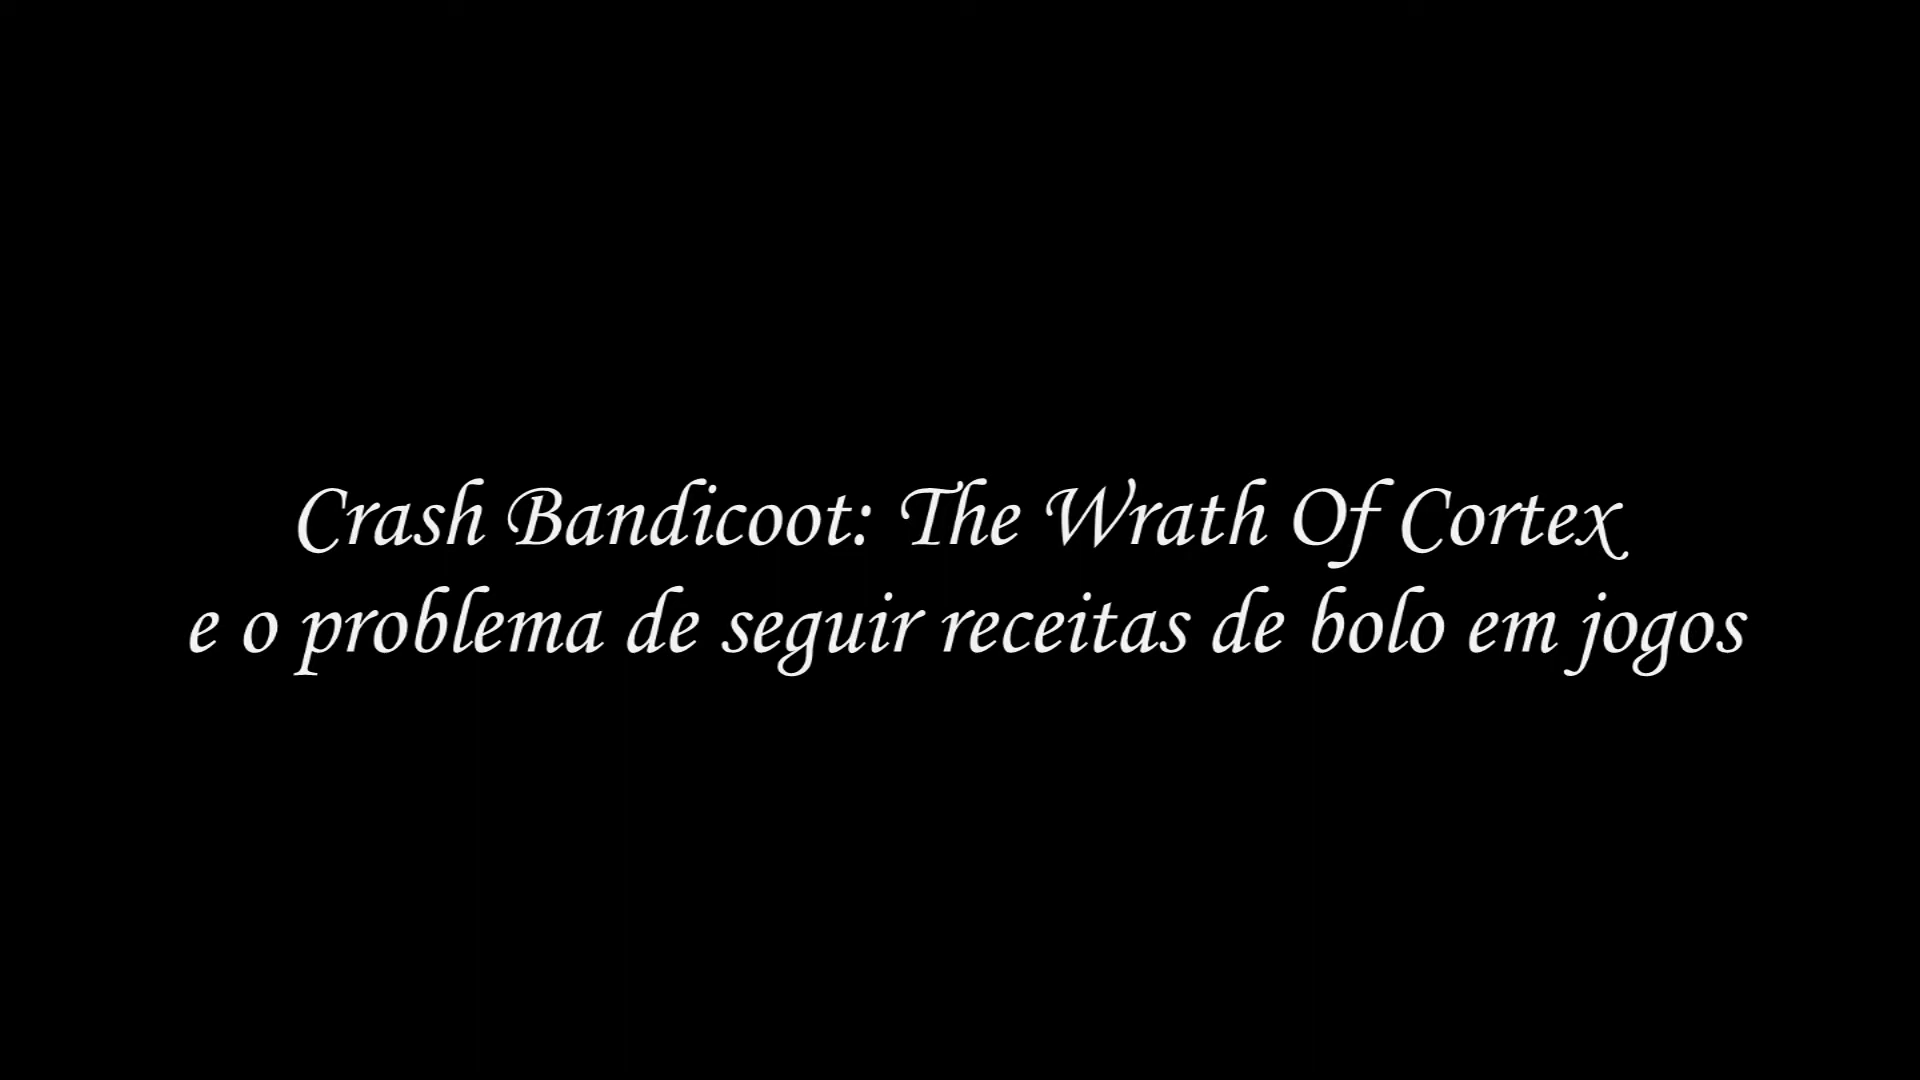 Crash Bandicoot: The Wrath Of Cortex
e o problema de seguir receitas de bolo em jogos